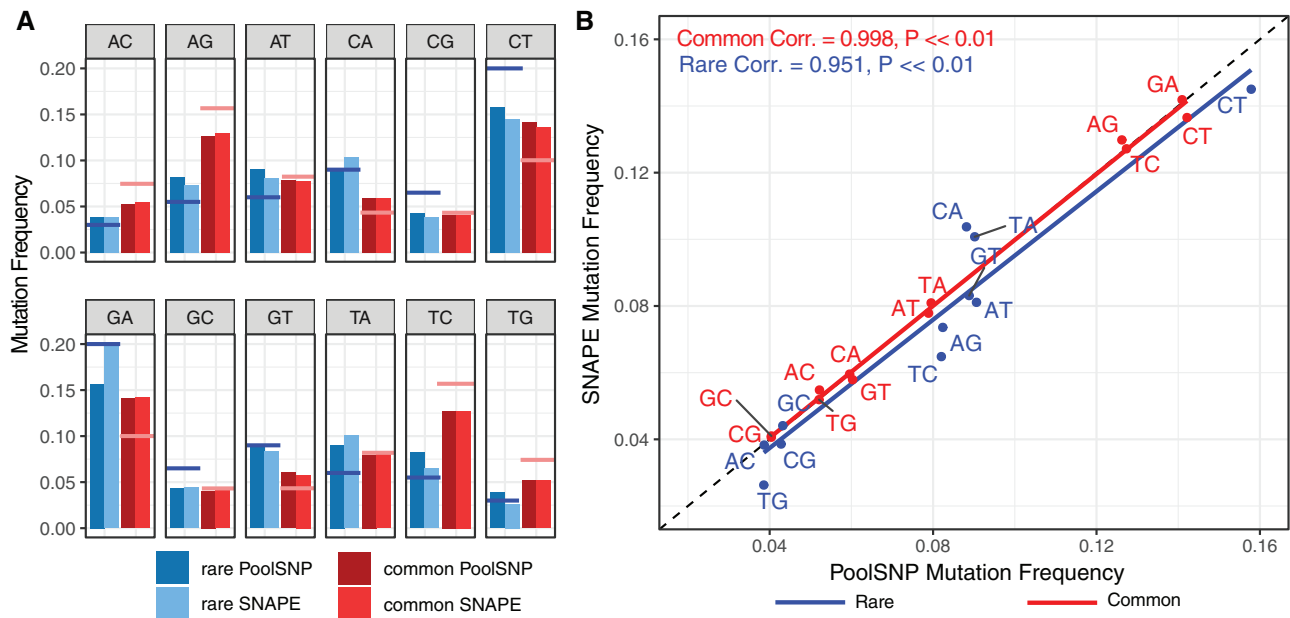 A
AC AG AT CA CG CT
0.20
0.15
0.10
0.05
0.00
GA GC GT TA TC TG
0.20
0.15
0.10
0.05
0.00
Mutation Frequency
rare PoolSNP common PoolSNP
rare SNAPE common SNAPE
B
Common Corr. = 0.998, P << 0.01
Rare Corr. = 0.951, P << 0.01
0.16
0.12
0.08
0.04
SNAPE Mutation Frequency
GA
CT
CT
AG
TC
CA
TA
GT
TA
AT
AT
AG
TC
CA
AC
GT
GC
GC
TG
CG
AC
CG
TG
0.04 0.08 0.12 0.16
PoolSNP Mutation Frequency
Rare Common